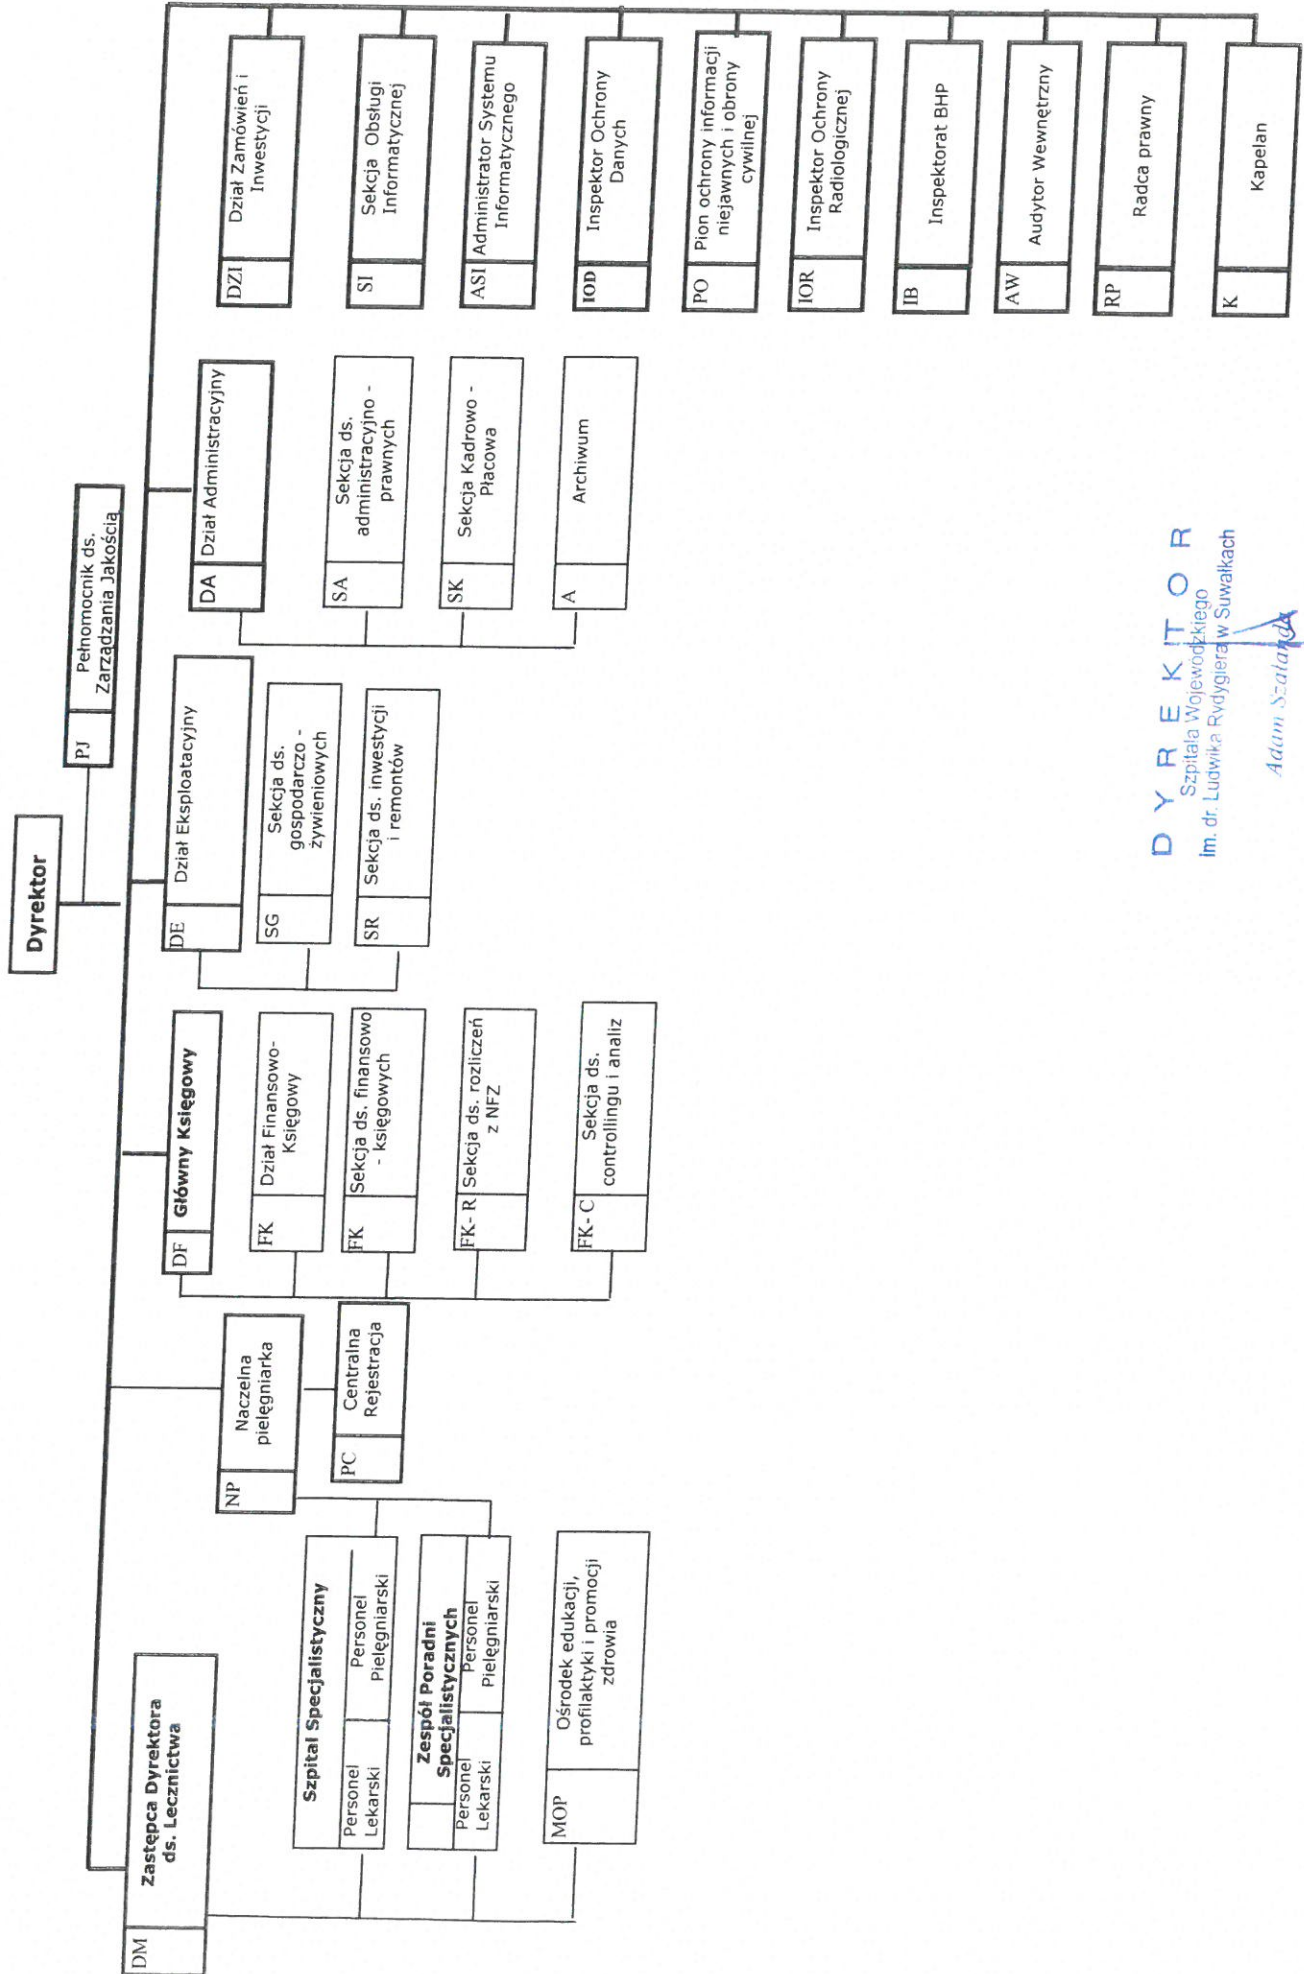 Dyrektor
PJ
Pełnomocnik ds.
Zarządzania Jakością
DM
Zastępca Dyrektora
ds. Lecznictwa
Szpital Specjalistyczny
Personel
Lekarski
Personel
Pielęgniarski
Zespół Poradni
Specjalistycznych
Personel
Lekarski
Personel
Pielęgniarski
MOP
Ośrodek edukacji,
profilaktyki i promocji
zdrowia
NP
Naczelna
pielęgniarka
PC
Centralna
Rejestracja
DF
Główny Księgowy
FK
Dział Finansowo-
Księgowy
FK
Sekcja ds. finansowo
- księgowych
FK- R
Sekcja ds. rozliczeń
z NFZ
FK- C
Sekcja ds.
controllingu i analiz
DE
Dział Eksploatacyjny
SG
Sekcja ds.
gospodarczo -
żywieniowych
SR
Sekcja ds. inwestycji
i remontów
DA
Dział Administracyjny
SA
Sekcja ds.
administracyjno -
prawnych
SK
Sekcja Kadrowo -
Płacowa
A
Archiwum
DZI
Dział Zamówień i
Inwestycji
SI
Sekcja Obsługi
Informatycznej
ASI
Administrator Systemu
Informatycznego
IOD
Inspektor Ochrony
Danych
PO
Pion ochrony informacji
niejawnych i obrony
cywilnej
IOR
Inspektor Ochrony
Radiologicznej
IB
Inspektorat BHP
AW
Audytor Wewnętrzny
RP
Radca prawny
K
Kapelan
D Y R E K T O R
Szpitala Wojewódzkiego
im. dr. Ludwika Rydygiera w Suwałkach
Adam Szałanda